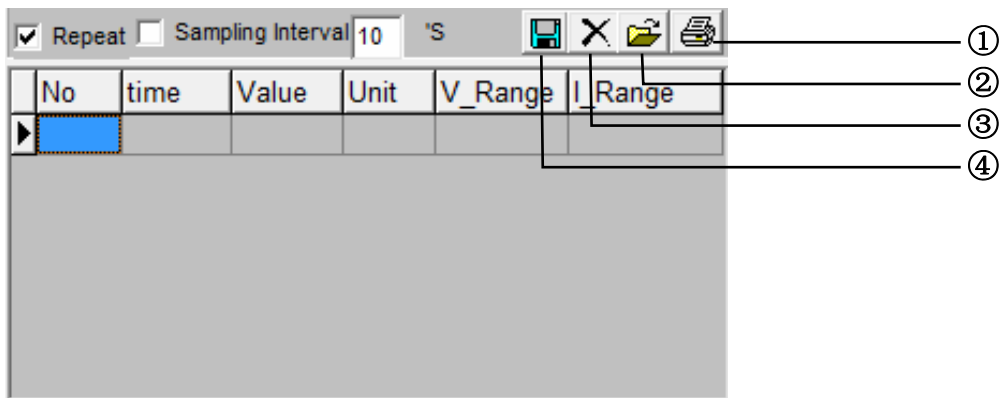 Repeat Sampling Interval 10 'S
①
②
No time Value Unit V_Range I_Range
③
④